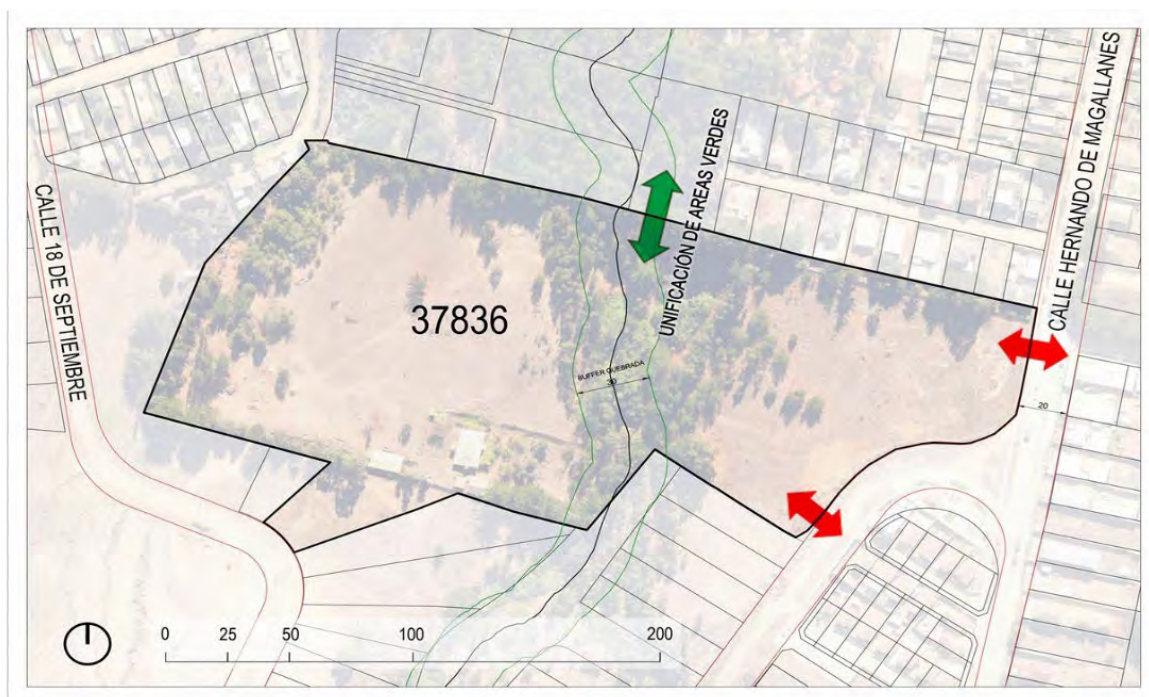 CALLE HERNANDO DE MAGALLANES
UNIFICACIÓN DE AREAS VERDES
CALLE 18 DE SEPTIEMBRE
37836
BUFFER QUEBRADA
30
20
0 25 50 100 200